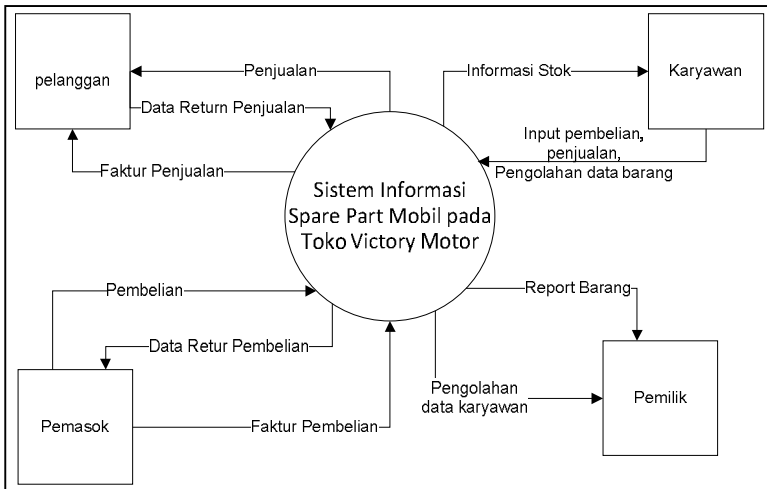 pelanggan
Penjualan
Data Return Penjualan
Faktur Penjualan
Informasi Stok
Karyawan
Input pembelian,
penjualan,
Pengolahan data barang
Sistem Informasi
Spare Part Mobil pada
Toko Victory Motor
Pembelian
Data Retur Pembelian
Pemasok
Faktur Pembelian
Report Barang
Pengolahan
data karyawan
Pemilik